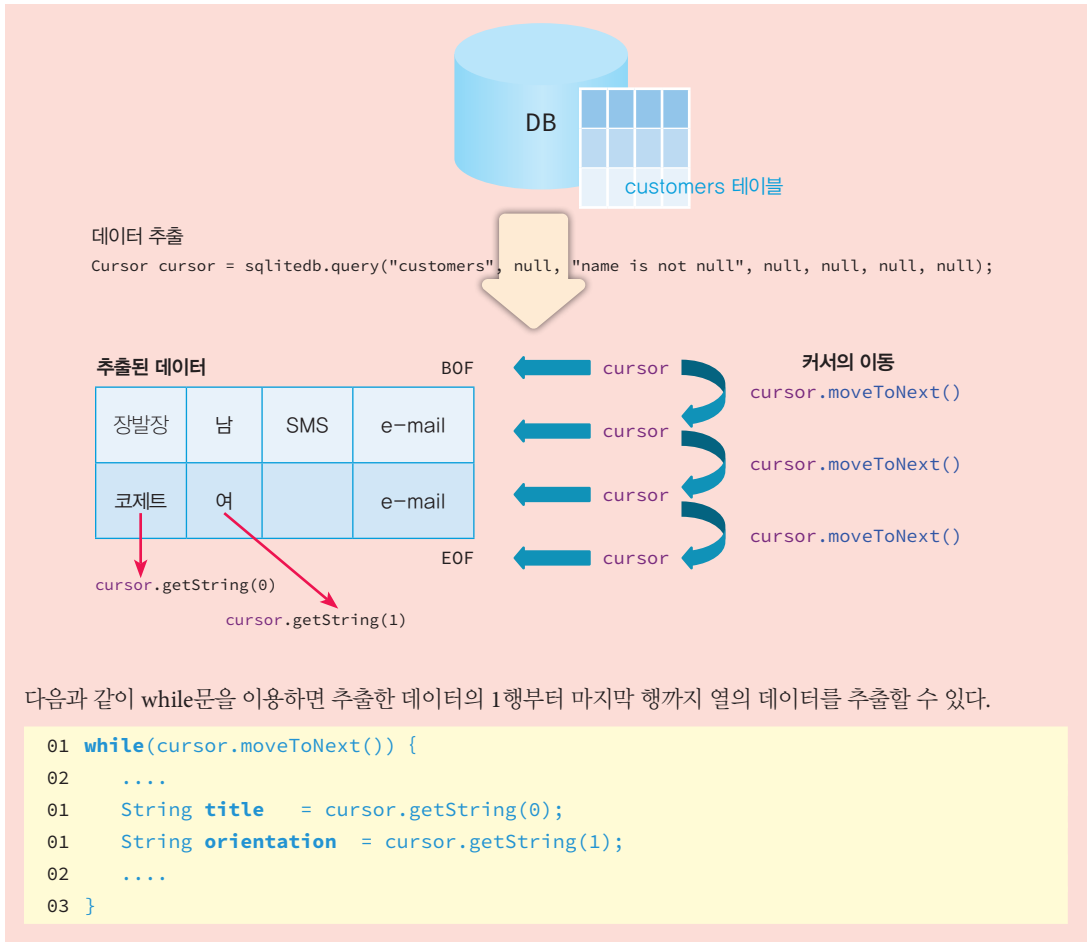 DB
customers 테이블
데이터 추출
Cursor cursor = sqlitedb.query("customers", null, "name is not null", null, null, null, null);
추출된 데이터
BOF
cursor
커서의 이동
cursor.moveToNext()
장발장 남 SMS e-mail
cursor
cursor.moveToNext()
코제트 여 e-mail
cursor
cursor.moveToNext()
EOF
cursor
cursor.getString(0)
cursor.getString(1)
다음과 같이 while문을 이용하면 추출한 데이터의 1행부터 마지막 행까지 열의 데이터를 추출할 수 있다.
01 while(cursor.moveToNext()) {
02 ....
01 String title = cursor.getString(0);
01 String orientation = cursor.getString(1);
02 ....
03 }